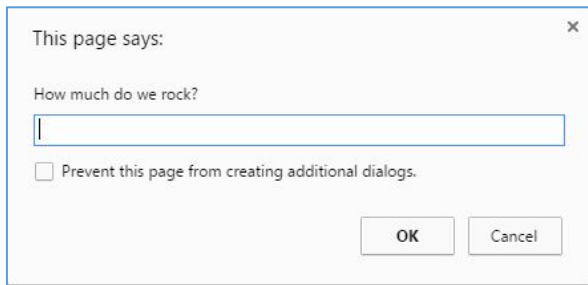 This page says:
How much do we rock?
Prevent this page from creating additional dialogs.
OK Cancel